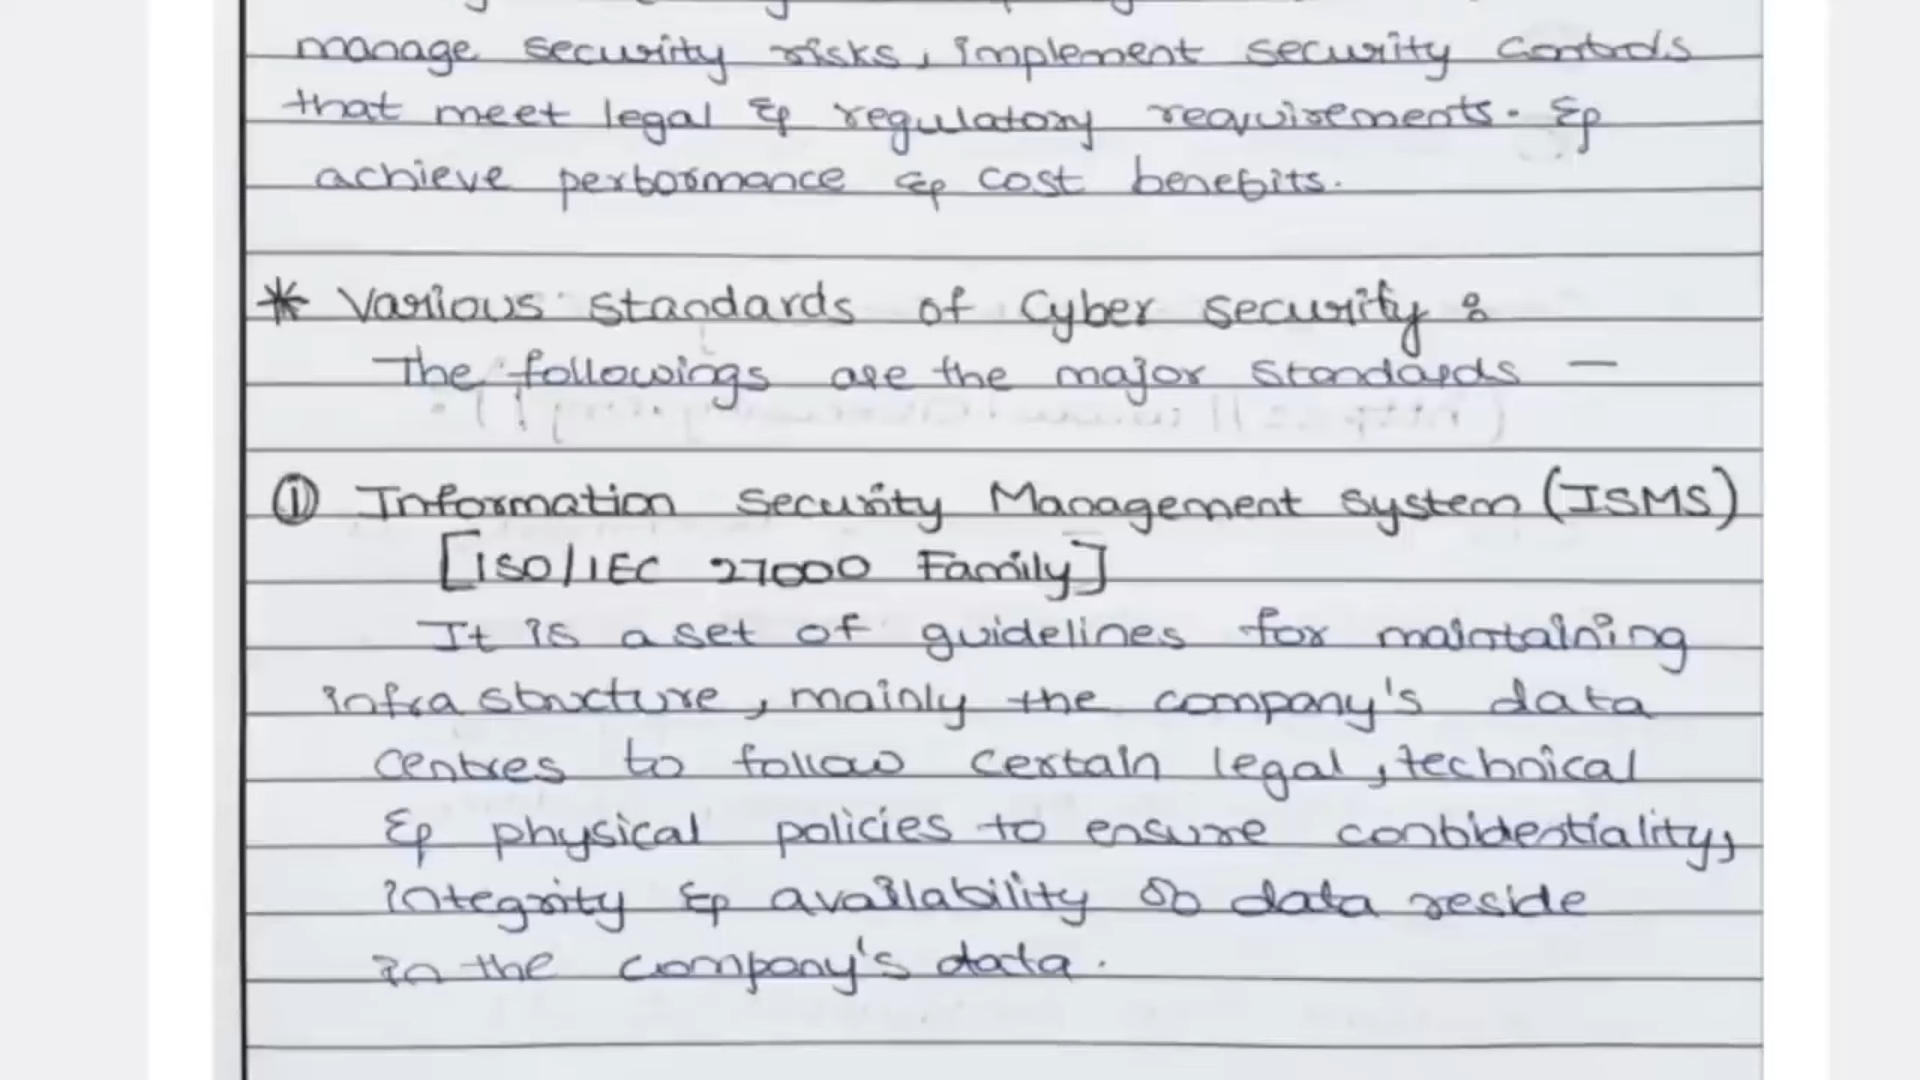 manage security risks, implement security controls
that meet legal & regulatory requirements. &
achieve performance & cost benefits.
* Various standards of Cyber security :
The followings are the major standards —
① Information Security Management System (ISMS)
[ISO/IEC 27000 Family]
It is a set of guidelines for maintaining
infra structure, mainly the company's data
centres to follow certain legal, technical
& physical policies to ensure confidentiality,
integrity & availability of data reside
in the company's data.